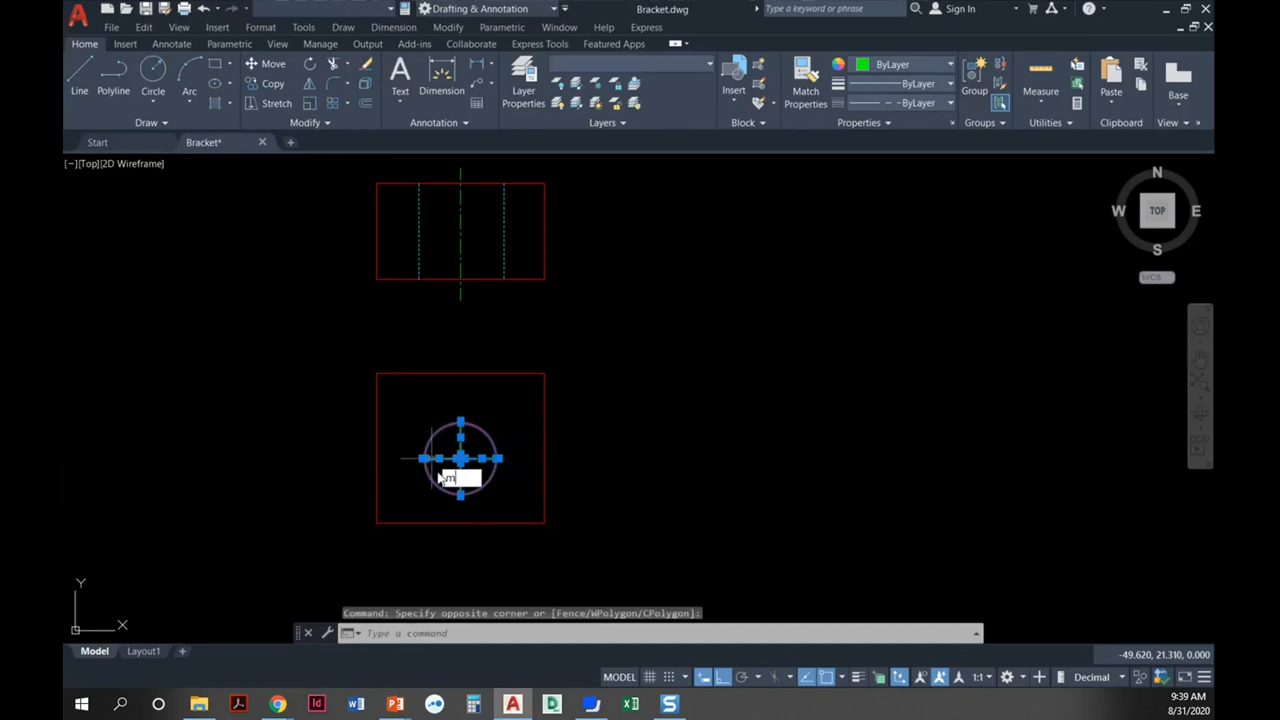 Drafting & Annotation
Bracket.dwg
Type a keyword or phrase
Sign In
File Edit View Insert Format Tools Draw Dimension Modify Parametric Window Help Express
Home Insert Annotate Parametric View Manage Output Add-ins Collaborate Express Tools Featured Apps
Line Polyline Circle Arc
Move
Copy
Stretch
Text Dimension
Layer Properties
Insert
Match Properties
ByLayer
ByLayer
ByLayer
Group
Measure
Paste
Base
Draw Modify Annotation Layers Block Properties Groups Utilities Clipboard View
Start Bracket*
[−][Top][2D Wireframe]
N
W TOP E
S
WCS
m
Y
X
Command: Specify opposite corner or [Fence/WPolygon/CPolygon]:
Type a command
Model Layout1
-49.620, 21.310, 0.000
MODEL 1:1 Decimal
9:39 AM
8/31/2020